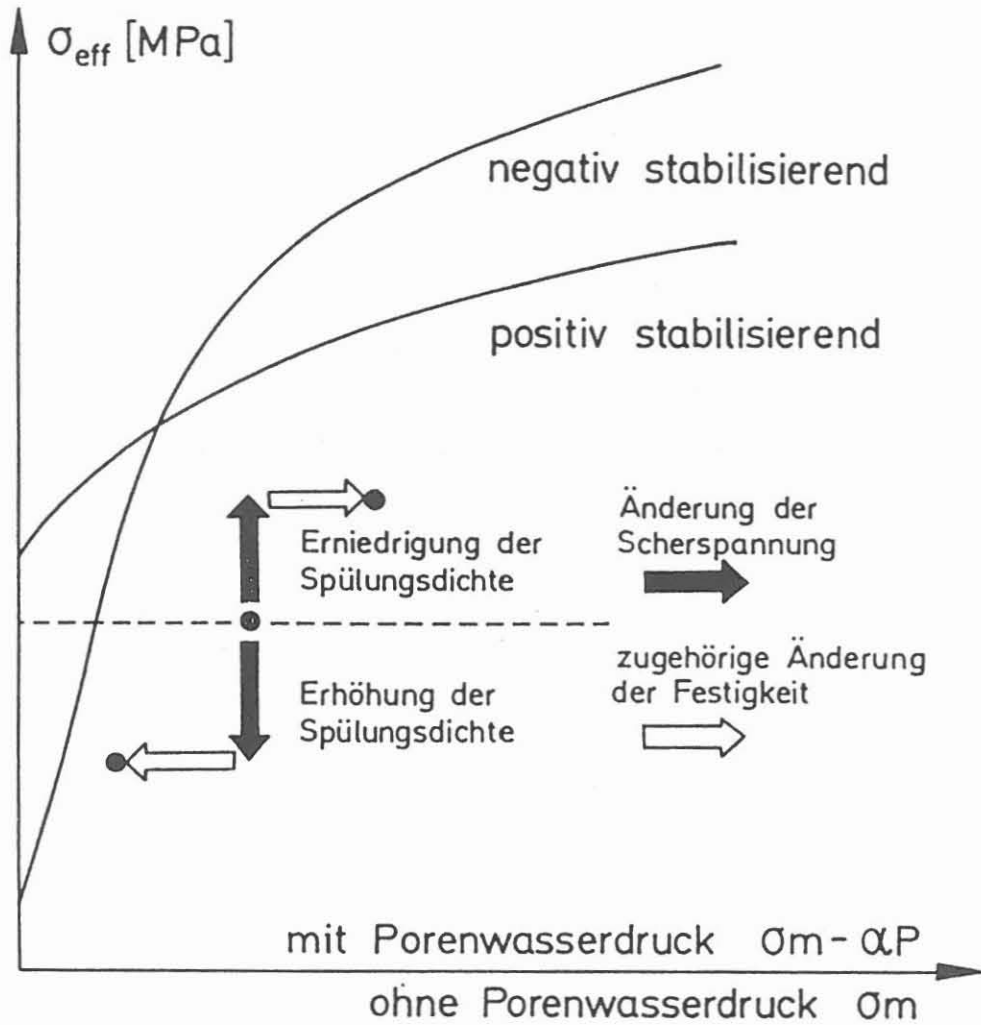 σeff [MPa]
negativ stabilisierend
positiv stabilisierend
Erniedrigung der
Spülungsdichte
Änderung der
Scherspannung
Erhöhung der
Spülungsdichte
zugehörige Änderung
der Festigkeit
mit Porenwasserdruck σm - αP
ohne Porenwasserdruck σm